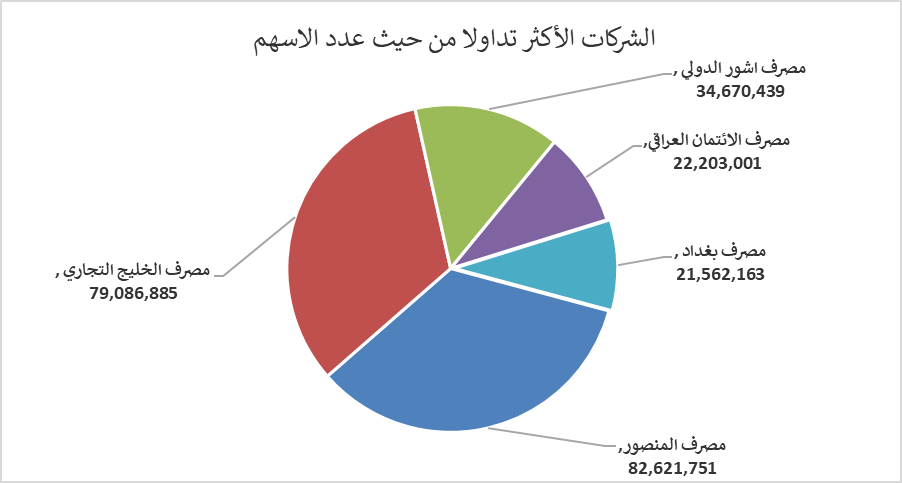 الشركات الأكثر تداولا من حيث عدد الاسهم
مصرف اشور الدولي ,
34,670,439
مصرف الائتمان العراقي,
22,203,001
مصرف بغداد ,
21,562,163
مصرف الخليج التجاري ,
79,086,885
مصرف المنصور,
82,621,751